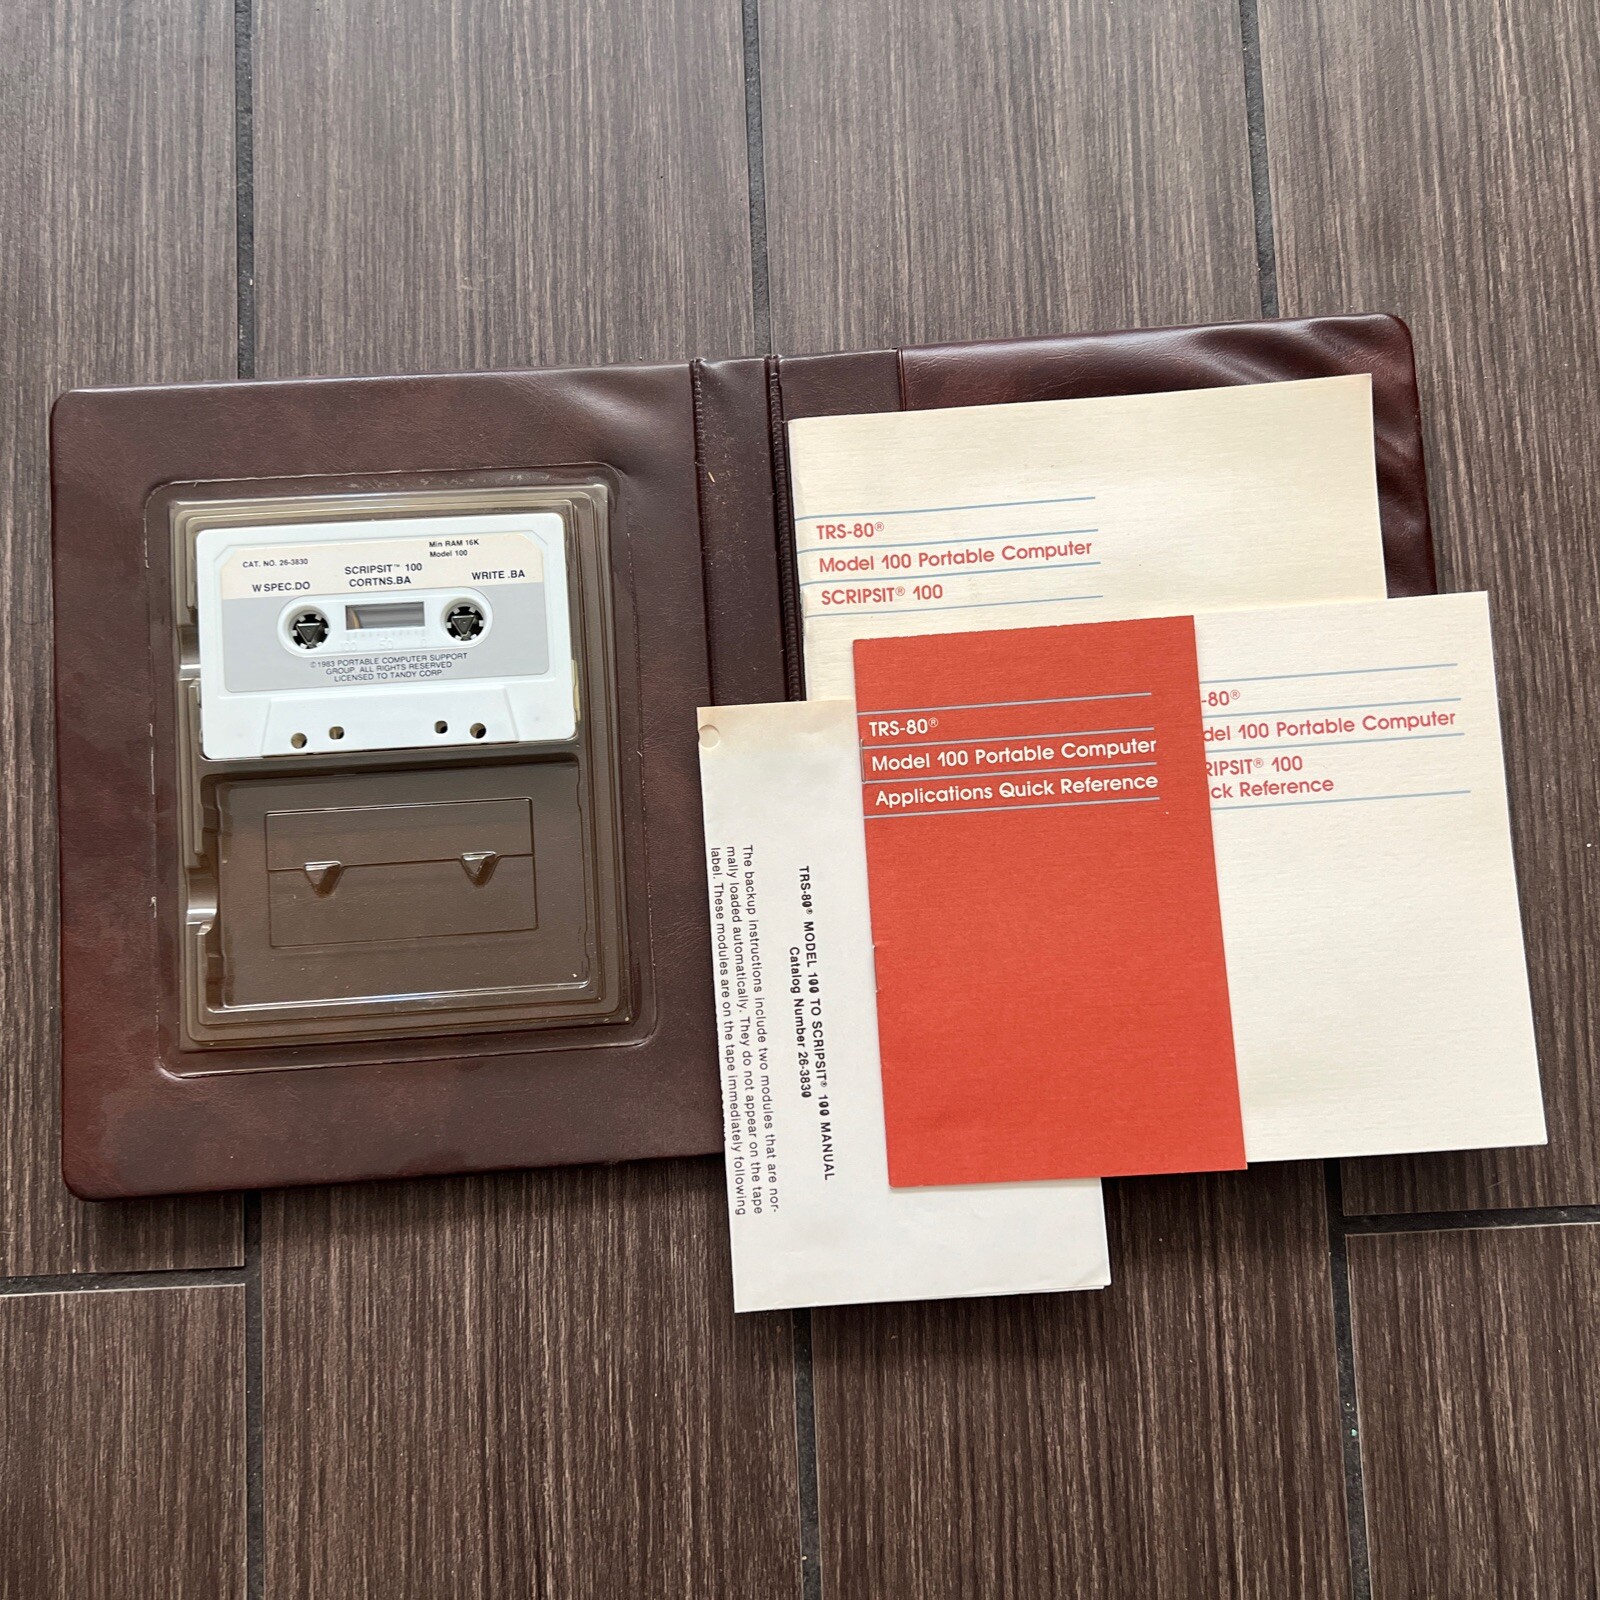 CAT. NO. 26-3830
Min RAM 16K
Model 100
SCRIPSIT™ 100
WSPEC.DO
CORTNS.BA
WRITE .BA
©1983 PORTABLE COMPUTER SUPPORT
GROUP. ALL RIGHTS RESERVED
LICENSED TO TANDY CORP.
TRS-80®
Model 100 Portable Computer
SCRIPSIT® 100
TRS-80®
Model 100 Portable Computer
Applications Quick Reference
-80®
del 100 Portable Computer
RIPSIT® 100
ck Reference
TRS-80® MODEL 100 TO SCRIPSIT® 100 MANUAL
Catalog Number 26-3830
The backup instructions include two modules that are nor-
mally loaded automatically. They do not appear on the tape
label. These modules are on the tape immediately following